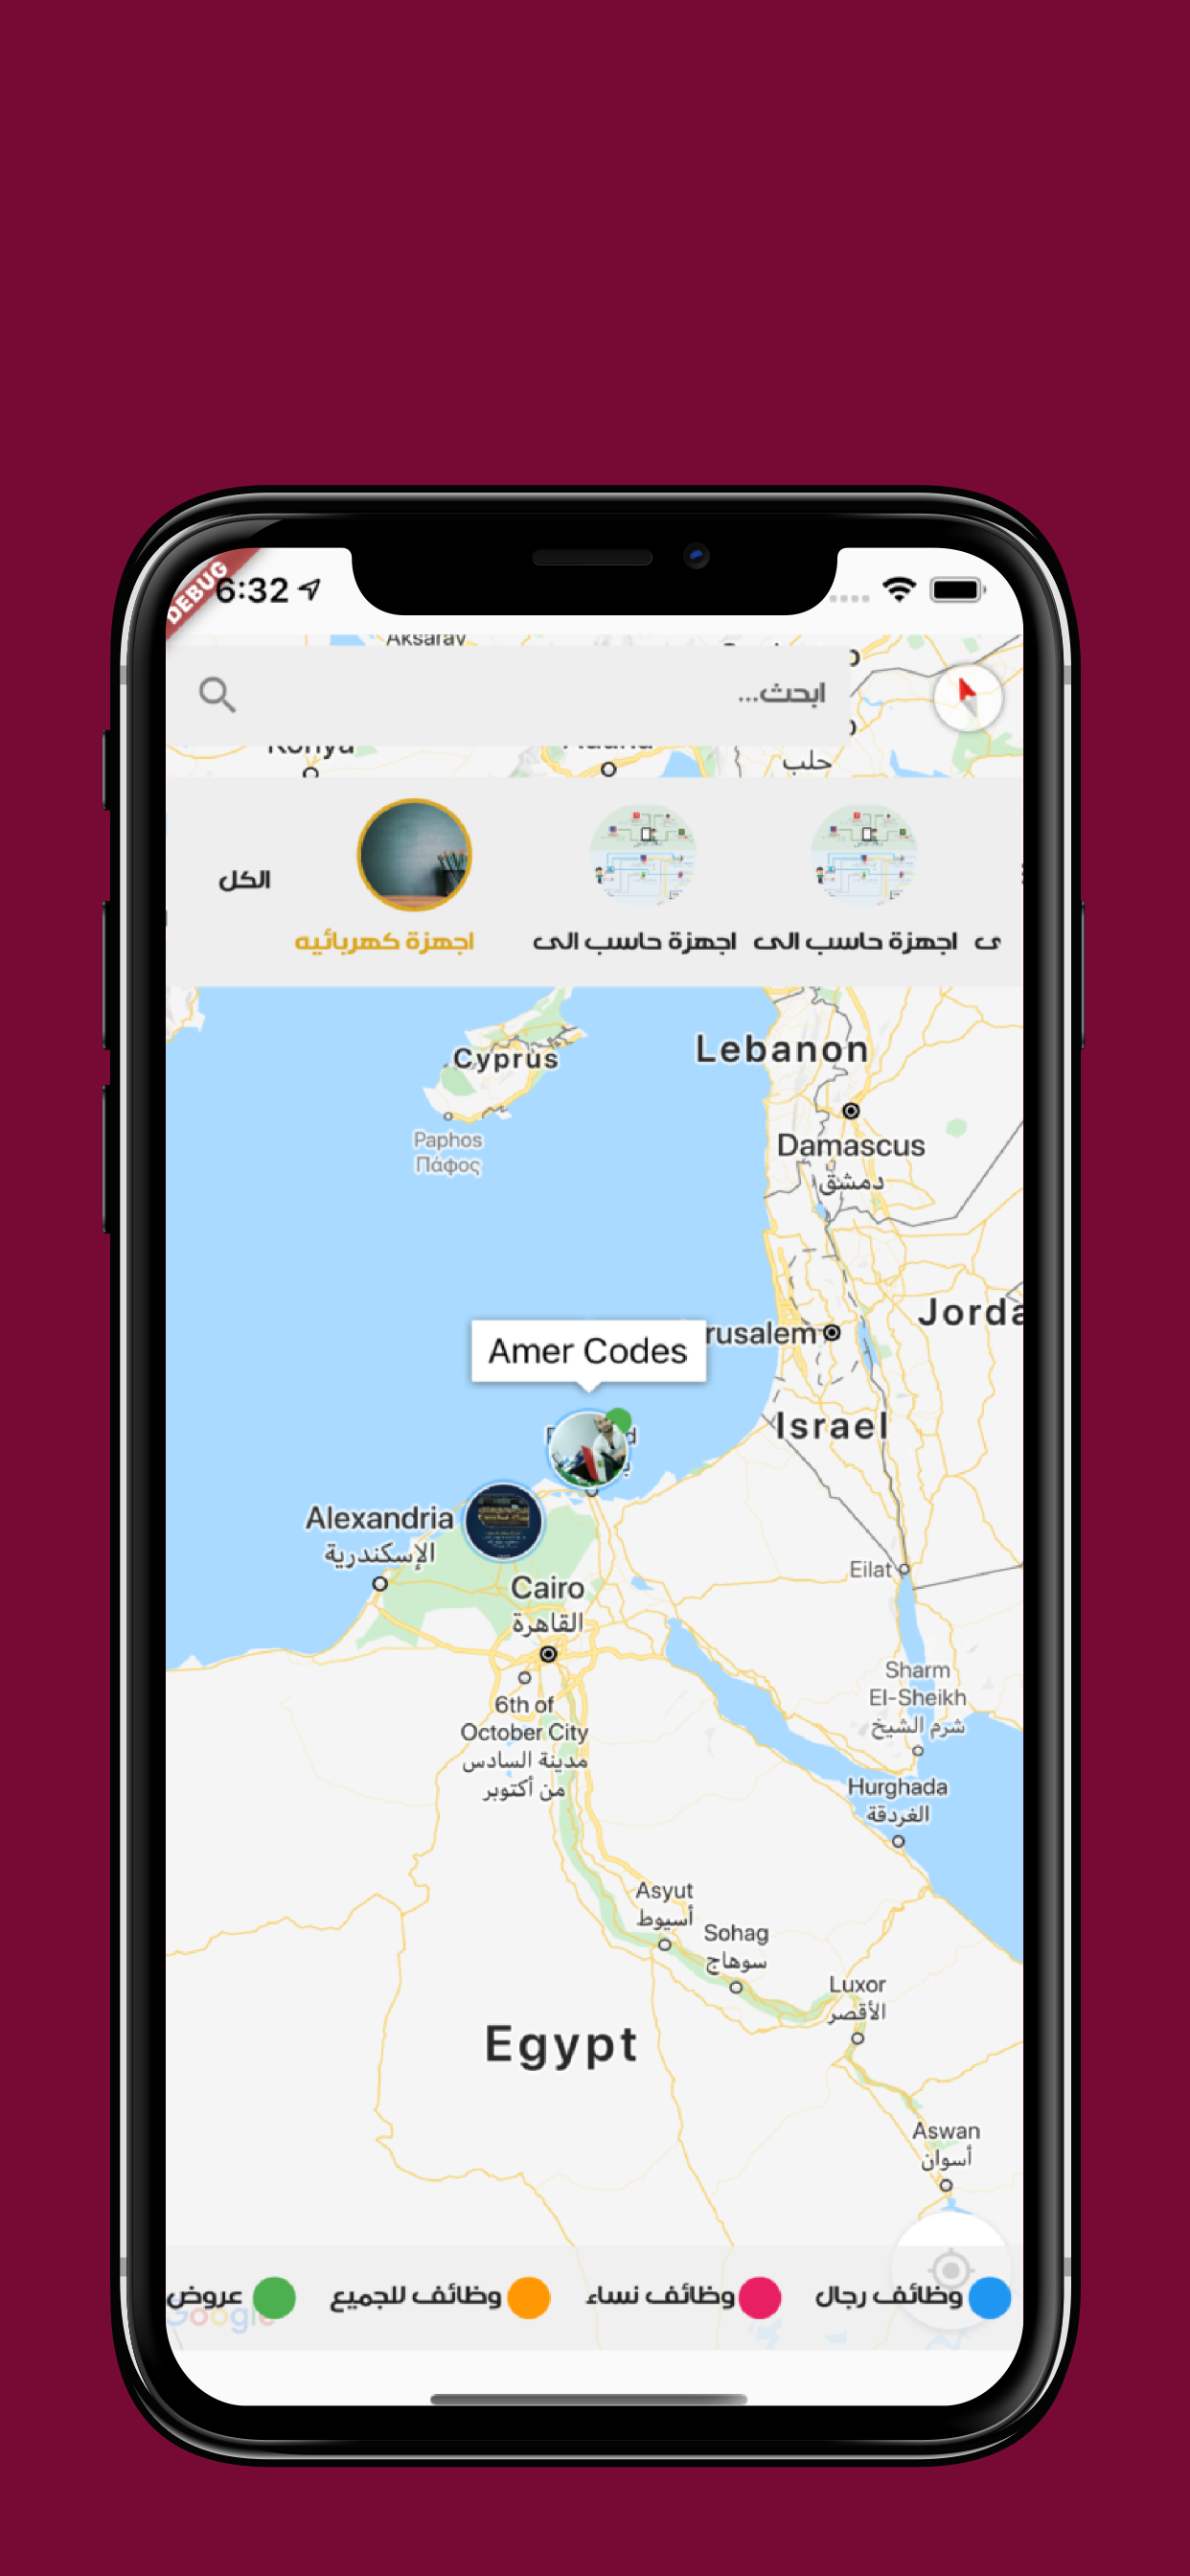 DEBUG
6:32
Aksaray
ابحث...
Konya
حلب
الكل
اجهزة كهربائيه
اجهزة حاسب الى
اجهزة حاسب الى
ى
Cyprus
Lebanon
Paphos
Πάφος
Damascus
دمشق
Jorda
rusalem
Amer Codes
Israel
Alexandria
الإسكندرية
Eilat
Cairo
القاهرة
Sharm
El-Sheikh
شرم الشيخ
6th of
October City
مدينة السادس
من أكتوبر
Hurghada
الغردقة
Asyut
أسيوط
Sohag
سوهاج
Luxor
الأقصر
Egypt
Aswan
أسوان
وظائف رجال
وظائف نساء
وظائف للجميع
عروض
Google